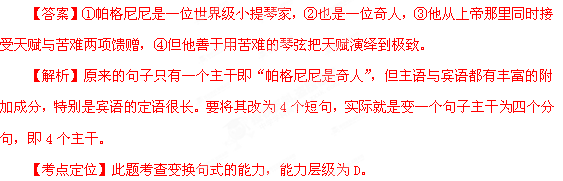 【答案】①帕格尼尼是一位世界级小提琴家，②也是一位奇人，③他从上帝那里同时接
受天赋与苦难两项馈赠，④但他善于用苦难的琴弦把天赋演绎到极致。
【解析】原来的句子只有一个主干即“帕格尼尼是奇人”，但主语与宾语都有丰富的附
加成分，特别是宾语的定语很长。要将其改为4个短句，实际就是变一个句子主干为四个分
句，即4个主干。
【考点定位】此题考查变换句式的能力，能力层级为D。